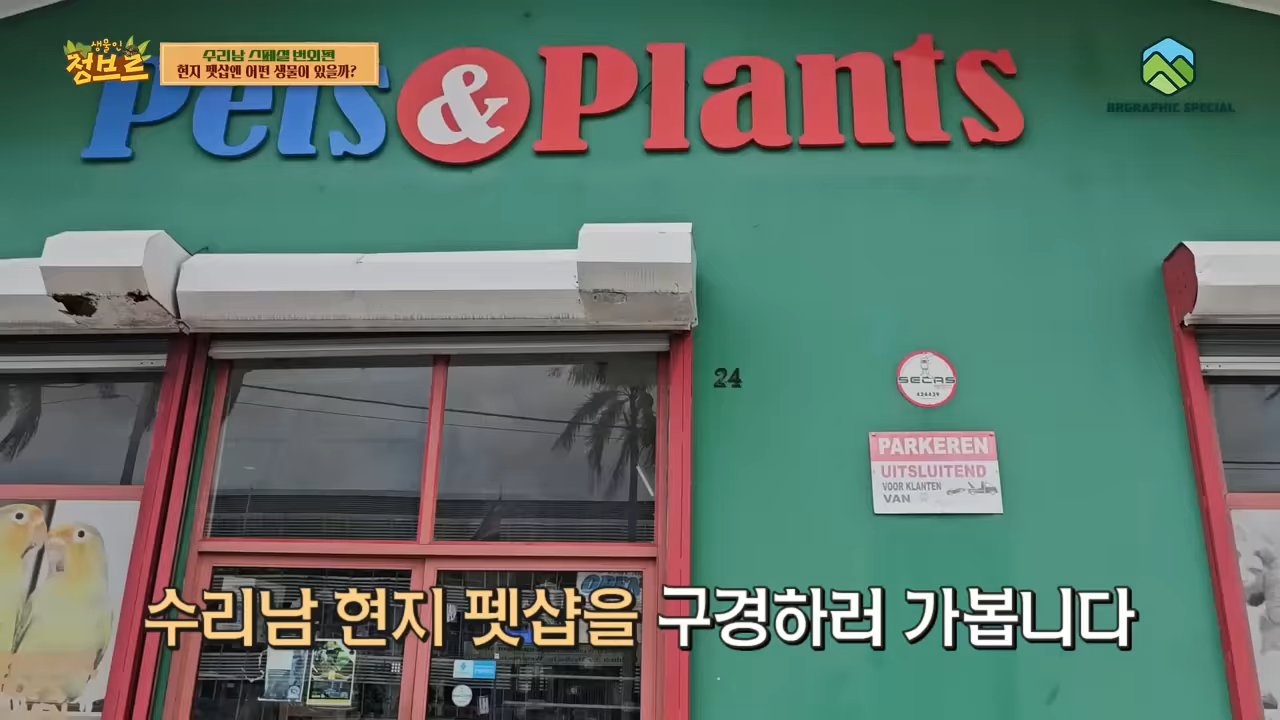 생물인
정브르
수리남 스페셜 번외편
현지 펫샵엔 어떤 생물이 있을까?
BRGRAPHIC SPECIAL
Pets & Plants
24
SECAS
PARKEREN
UITSLUITEND
VOOR KLANTEN
VAN
Pets
수리남 현지 펫샵을 구경하러 가봅니다